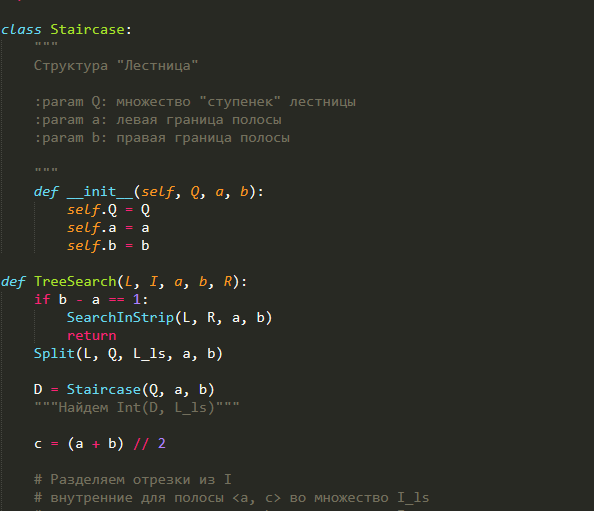 class Staircase:
    """
    Структура "Лестница"

    :param Q: множество "ступенек" лестницы
    :param a: левая граница полосы
    :param b: правая граница полосы

    """
    def __init__(self, Q, a, b):
        self.Q = Q
        self.a = a
        self.b = b

def TreeSearch(L, I, a, b, R):
    if b - a == 1:
        SearchInStrip(L, R, a, b)
        return
    Split(L, Q, L_ls, a, b)

    D = Staircase(Q, a, b)
    """Найдем Int(D, L_ls)"""

    c = (a + b) // 2

    # Разделяем отрезки из I
    # внутренние для полосы <a, c> во множество I_ls